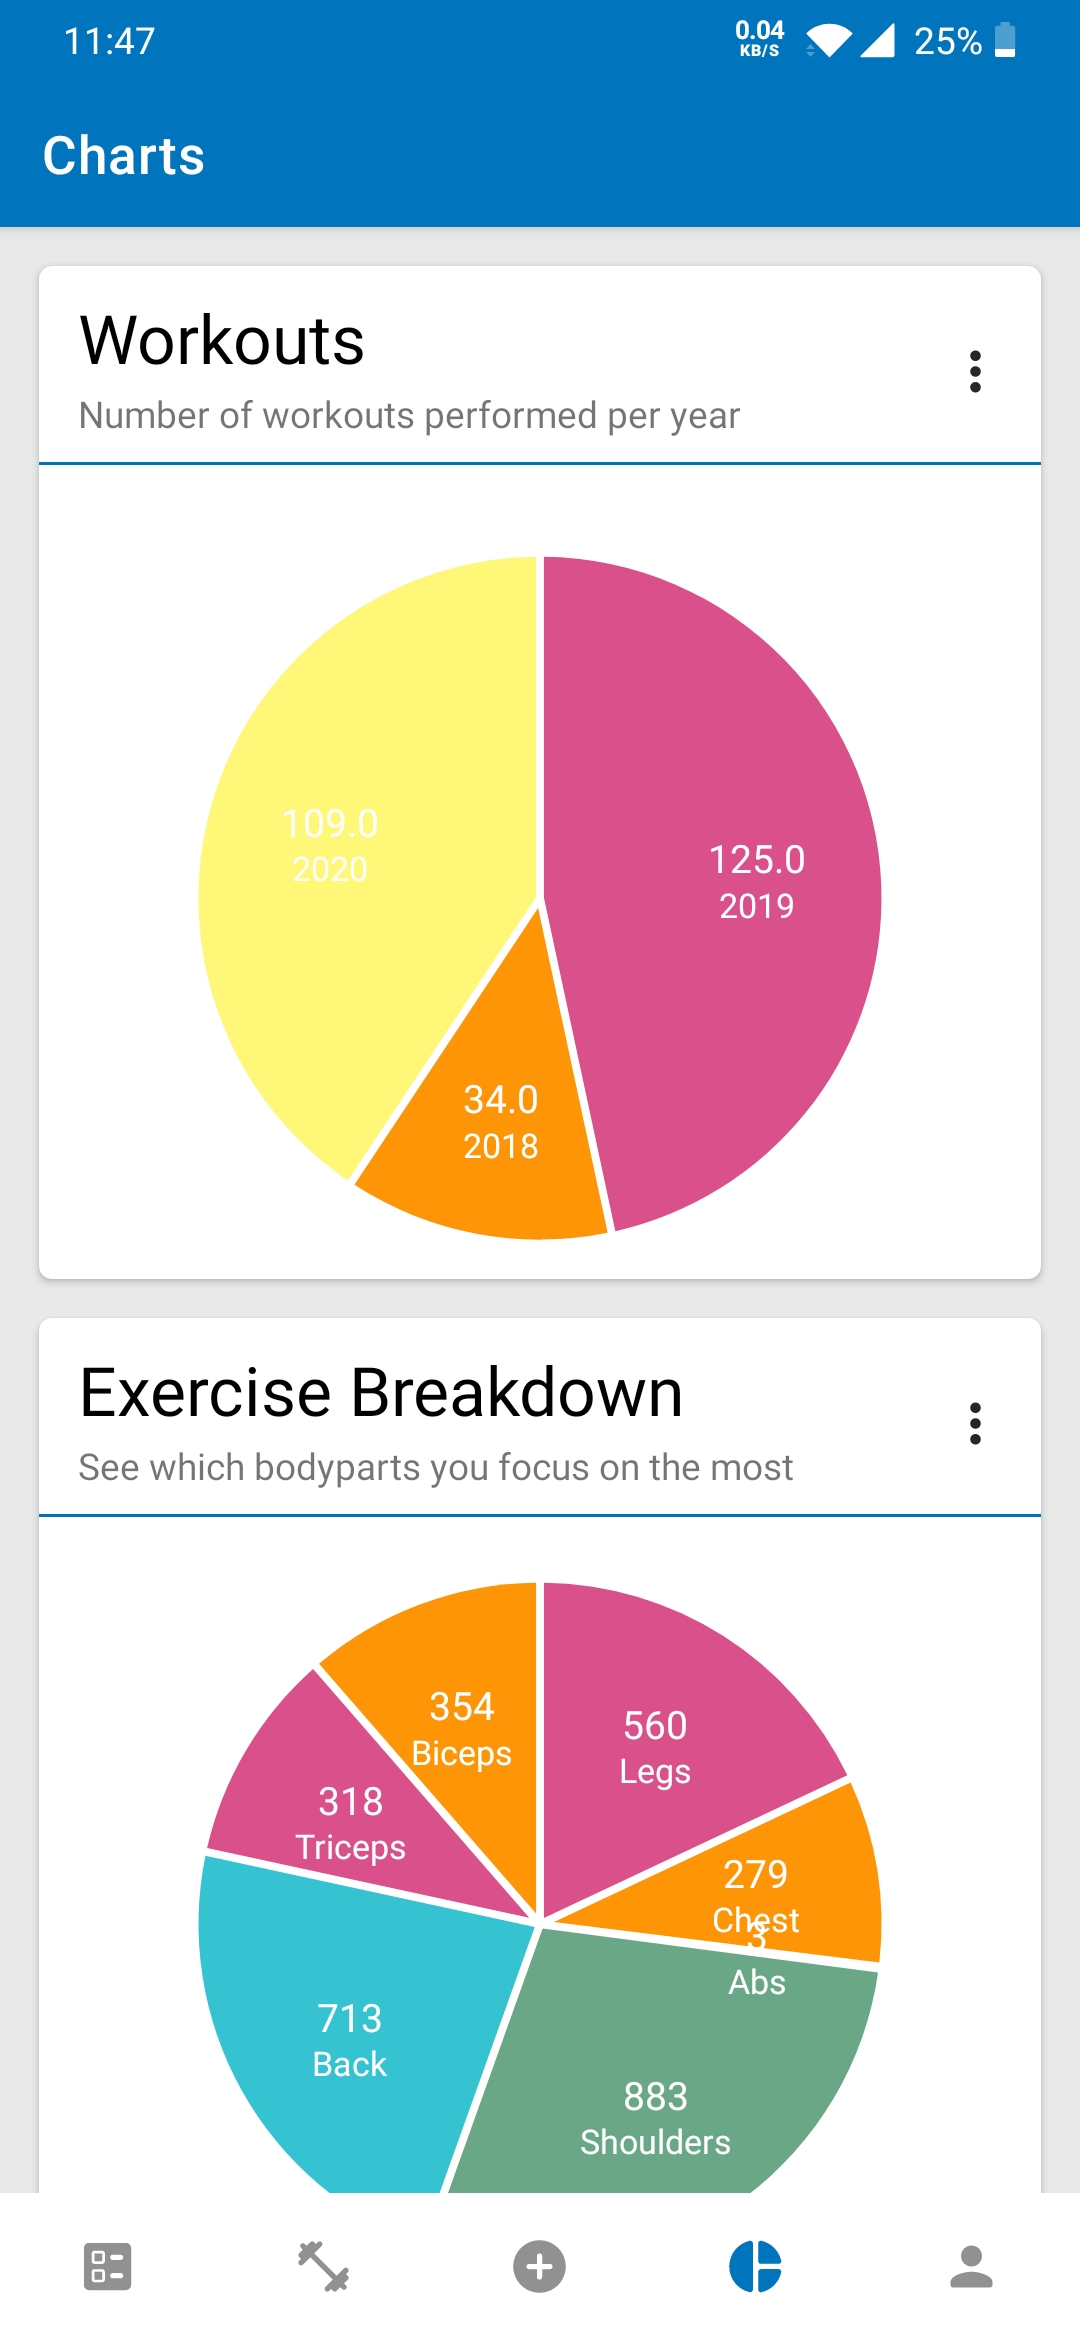 11:47
0.04
KB/S
25%
Charts
Workouts
Number of workouts performed per year
109.0
2020
125.0
2019
34.0
2018
Exercise Breakdown
See which bodyparts you focus on the most
354
Biceps
560
Legs
318
Triceps
279
Chest
3
Abs
713
Back
883
Shoulders